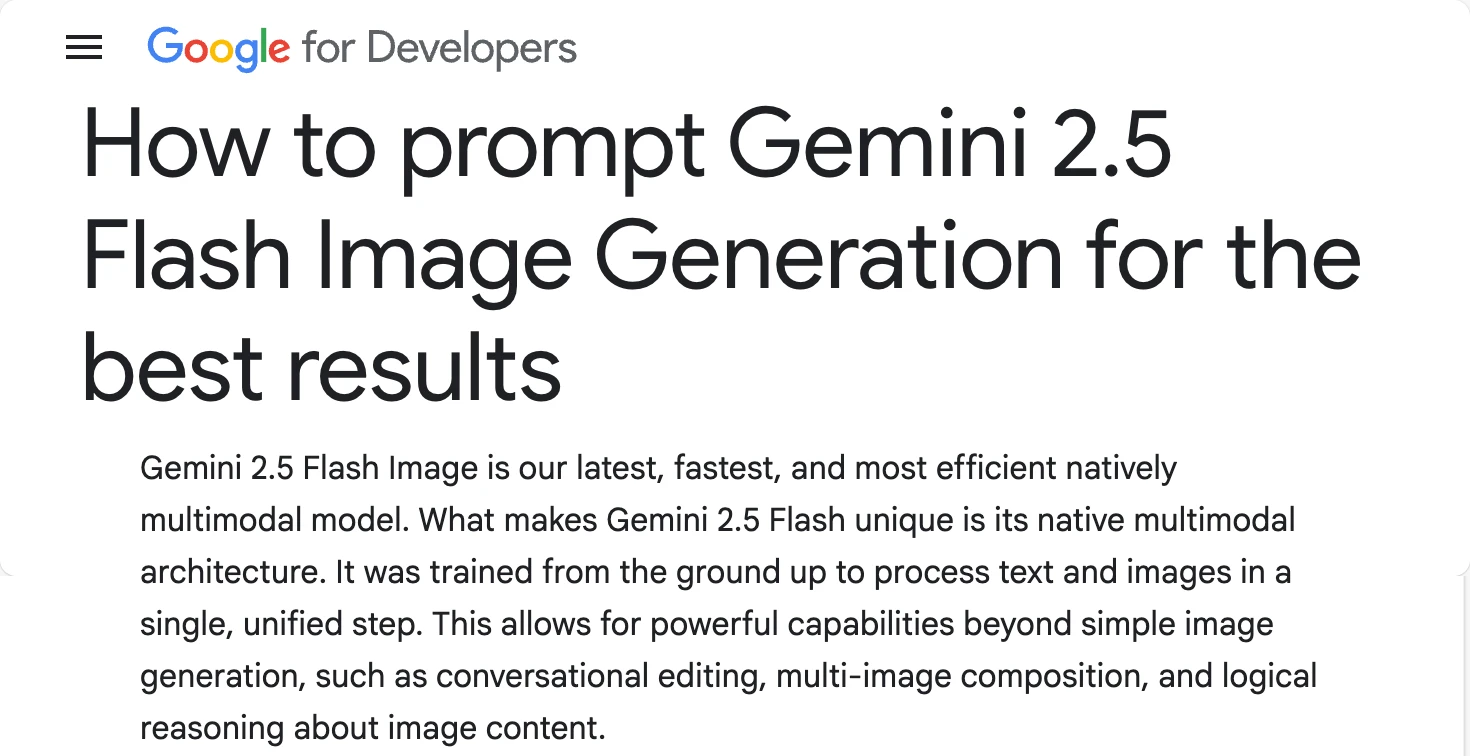 Google for Developers
How to prompt Gemini 2.5
Flash Image Generation for the
best results
Gemini 2.5 Flash Image is our latest, fastest, and most efficient natively
multimodal model. What makes Gemini 2.5 Flash unique is its native multimodal
architecture. It was trained from the ground up to process text and images in a
single, unified step. This allows for powerful capabilities beyond simple image
generation, such as conversational editing, multi-image composition, and logical
reasoning about image content.